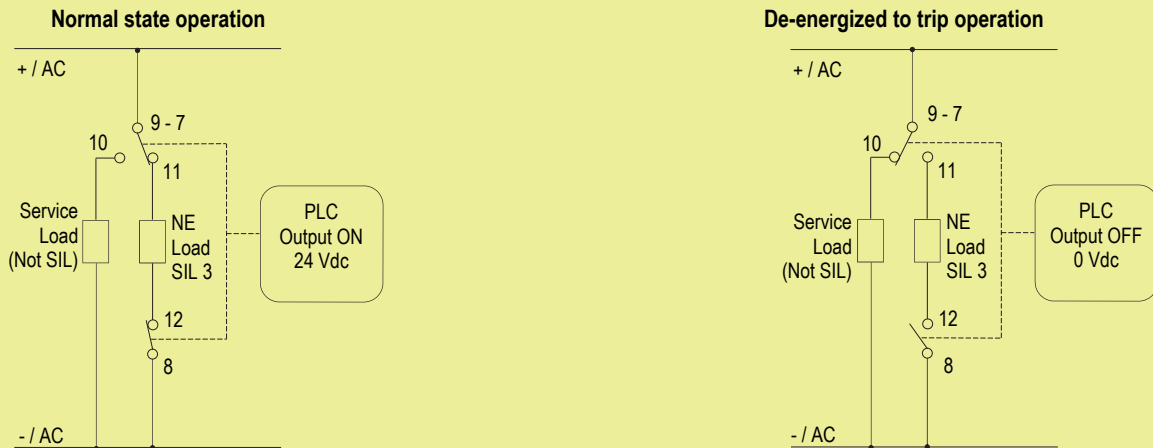 Normal state operation
+ / AC
9 - 7
10
11
Service
Load
(Not SIL)
NE
Load
SIL 3
PLC
Output ON
24 Vdc
12
8
- / AC
De-energized to trip operation
+ / AC
9 - 7
10
11
Service
Load
(Not SIL)
NE
Load
SIL 3
PLC
Output OFF
0 Vdc
12
8
- / AC